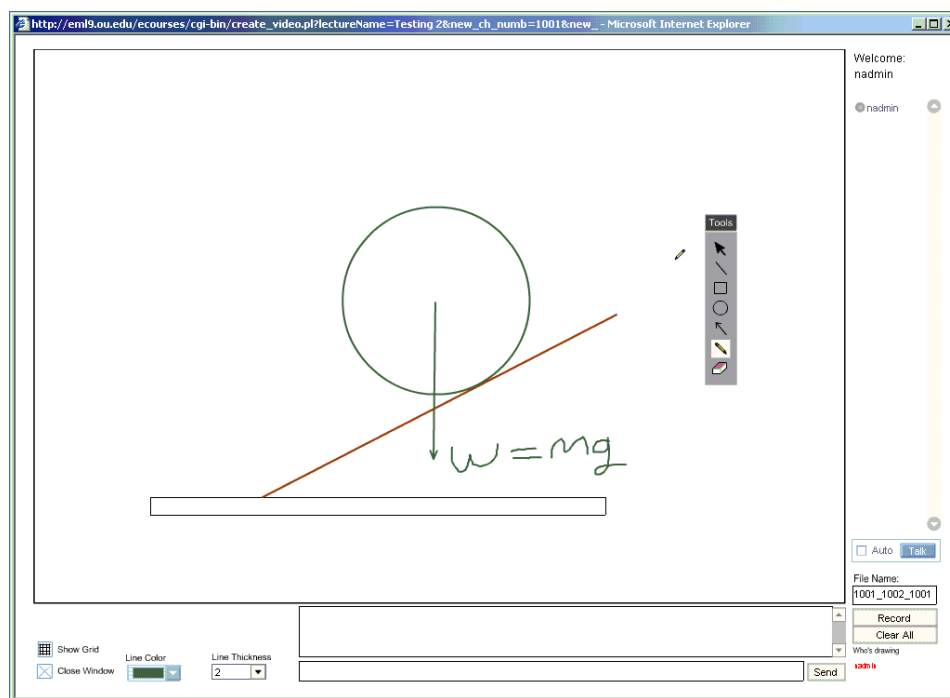 http://eml9.ou.edu/ecourses/cgi-bin/create_video.pl?lectureName=Testing 2&new_ch_numb=1001&new_ - Microsoft Internet Explorer
Welcome:
nadmin
nadmin
Tools
W = mg
Auto Talk
File Name:
1001_1002_1001
Record
Clear All
Who's drawing
nadmin
Show Grid
Close Window
Line Color
Line Thickness
2
Send